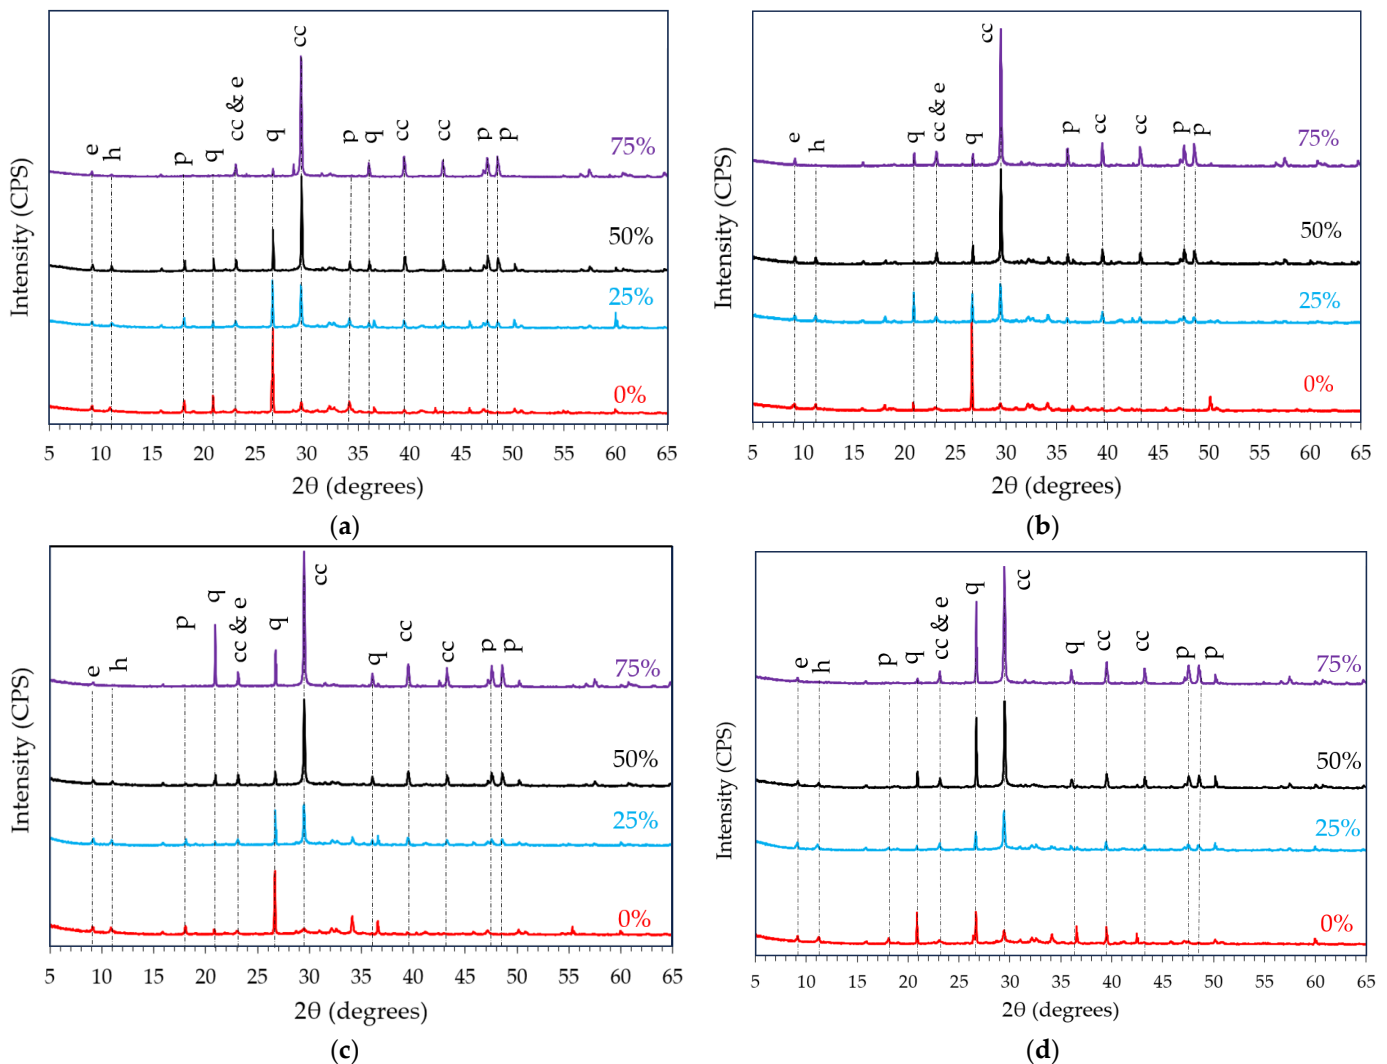 e h p q cc & e q cc p q cc cc p p
75%
50%
25%
0%
Intensity (CPS)
5 10 15 20 25 30 35 40 45 50 55 60 65
2θ (degrees)
(a)
e h q cc & e q cc p cc cc p p
75%
50%
25%
0%
Intensity (CPS)
5 10 15 20 25 30 35 40 45 50 55 60 65
2θ (degrees)
(b)
e h p q cc & e q cc q cc cc p p
75%
50%
25%
0%
Intensity (CPS)
5 10 15 20 25 30 35 40 45 50 55 60 65
2θ (degrees)
(c)
e h p q cc & e q cc q cc cc p p
75%
50%
25%
0%
Intensity (CPS)
5 10 15 20 25 30 35 40 45 50 55 60 65
2θ (degrees)
(d)